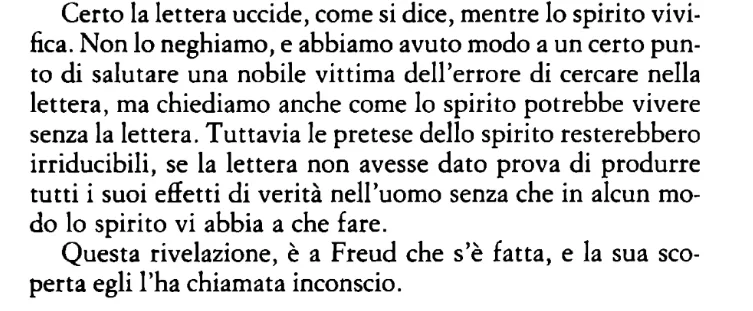 Certo la lettera uccide, come si dice, mentre lo spirito vivi-
fica. Non lo neghiamo, e abbiamo avuto modo a un certo pun-
to di salutare una nobile vittima dell'errore di cercare nella
lettera, ma chiediamo anche come lo spirito potrebbe vivere
senza la lettera. Tuttavia le pretese dello spirito resterebbero
irriducibili, se la lettera non avesse dato prova di produrre
tutti i suoi effetti di verità nell'uomo senza che in alcun mo-
do lo spirito vi abbia a che fare.
Questa rivelazione, è a Freud che s'è fatta, e la sua sco-
perta egli l'ha chiamata inconscio.